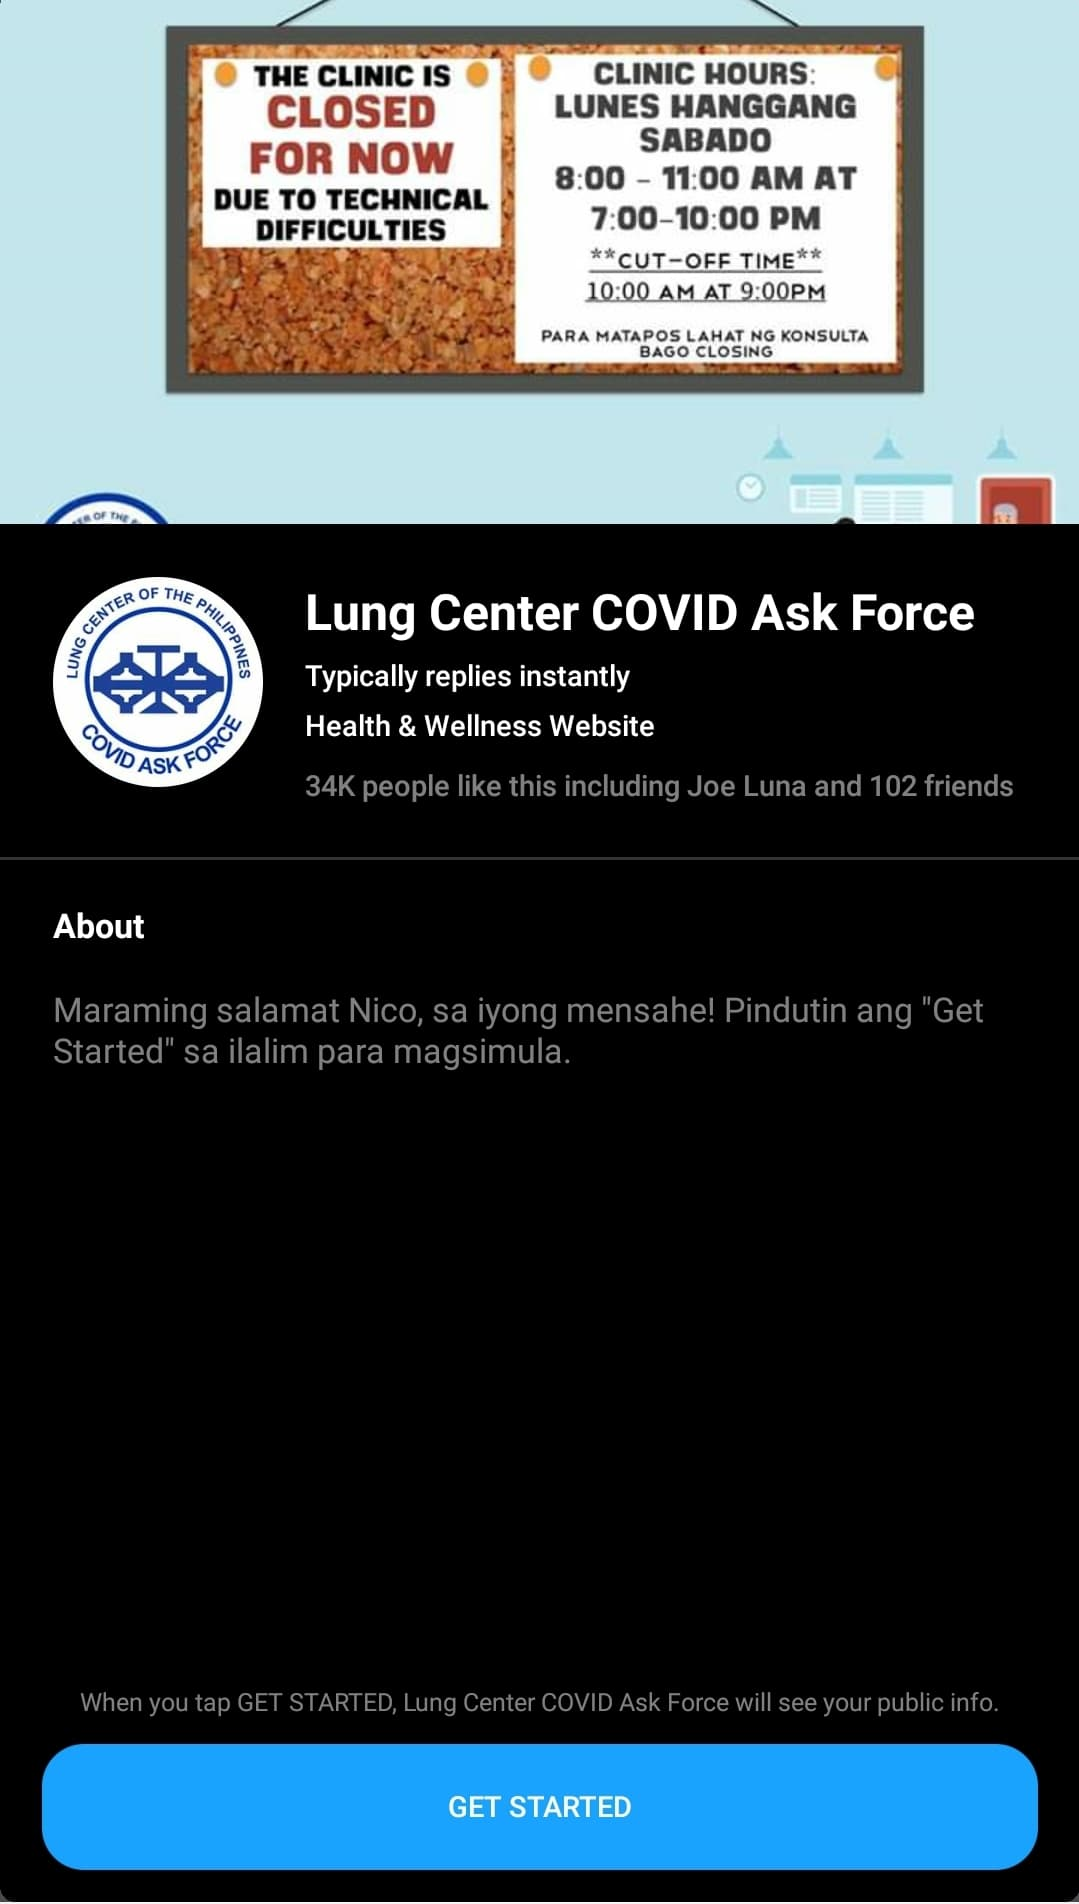 THE CLINIC IS
CLOSED
FOR NOW
DUE TO TECHNICAL
DIFFICULTIES
CLINIC HOURS:
LUNES HANGGANG
SABADO
8:00 - 11:00 AM AT
7:00-10:00 PM
**CUT-OFF TIME**
10:00 AM AT 9:00PM
PARA MATAPOS LAHAT NG KONSULTA
BAGO CLOSING
OF THE
LUNG CENTER OF THE PHILIPPINES
COVID ASK FORCE
Lung Center COVID Ask Force
Typically replies instantly
Health & Wellness Website
34K people like this including Joe Luna and 102 friends
About
Maraming salamat Nico, sa iyong mensahe! Pindutin ang "Get
Started" sa ilalim para magsimula.
When you tap GET STARTED, Lung Center COVID Ask Force will see your public info.
GET STARTED